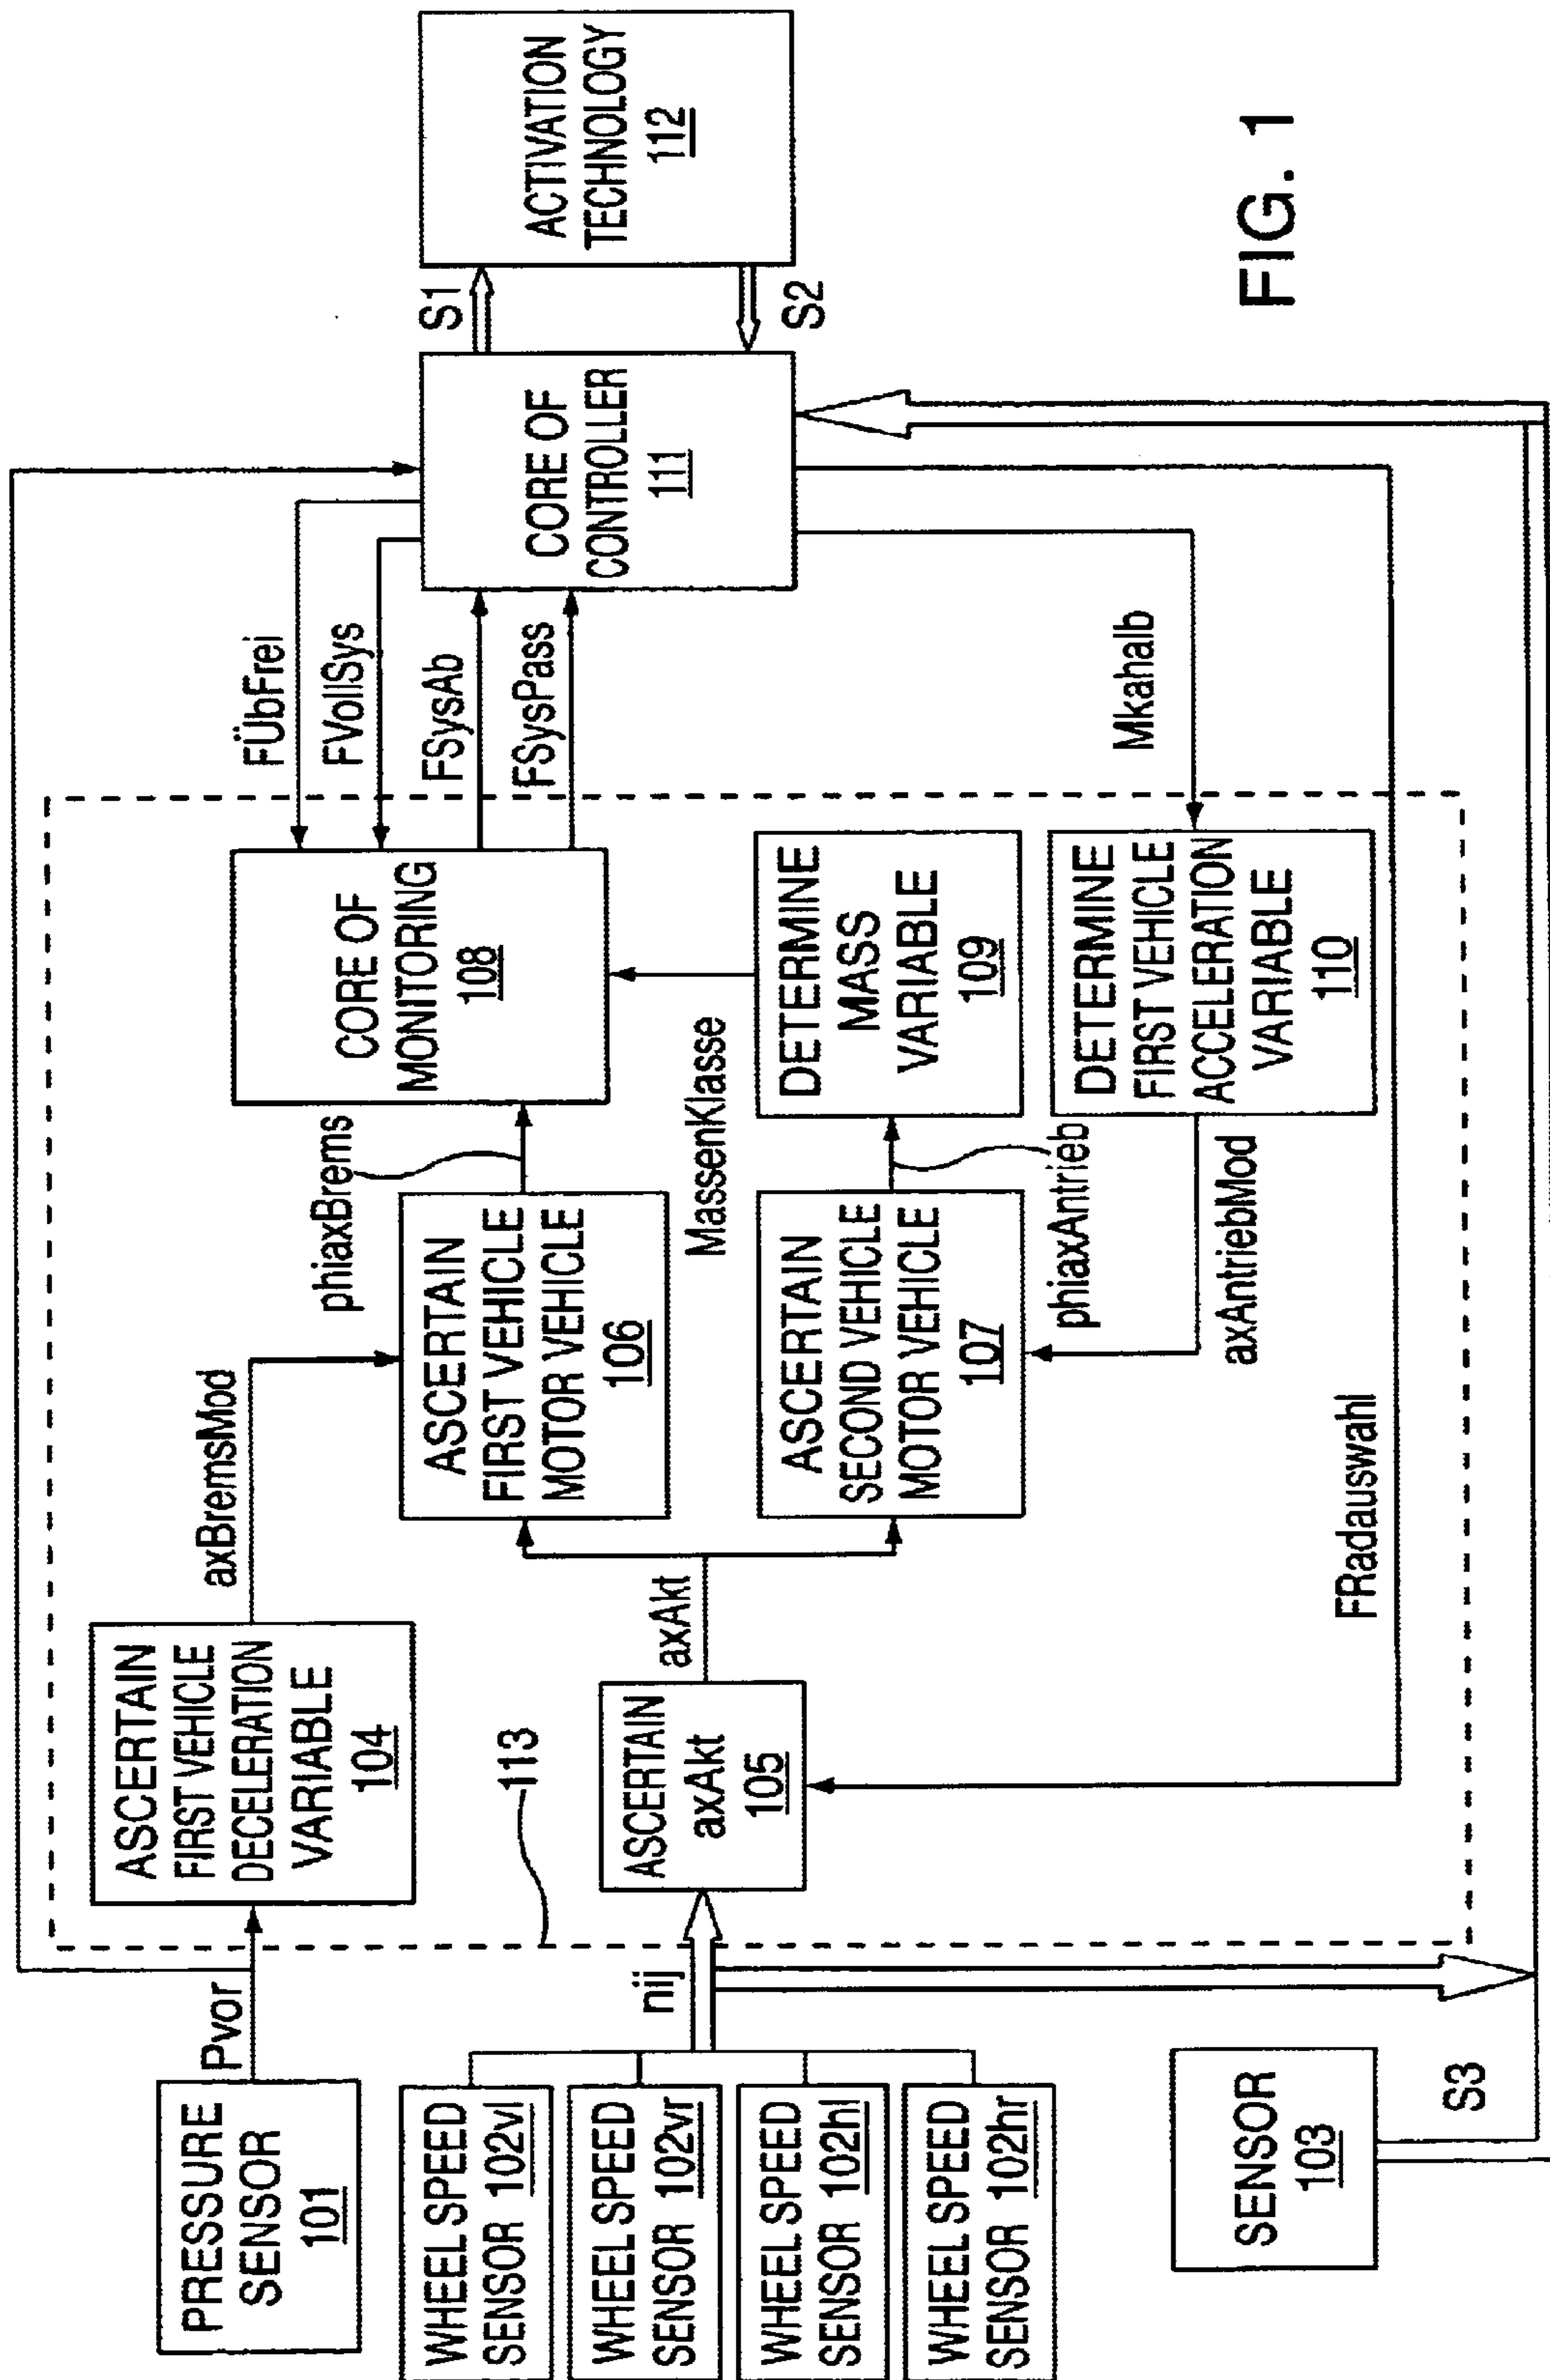 PRESSURE
SENSOR
101
Pvor
WHEEL SPEED
SENSOR 102vl
WHEEL SPEED
SENSOR 102vr
WHEEL SPEED
SENSOR 102hl
WHEEL SPEED
SENSOR 102hr
nij
SENSOR
103
S3
113
ASCERTAIN
FIRST VEHICLE
DECELERATION
VARIABLE
104
axBremsMod
ASCERTAIN
axAkt
105
axAkt
FRadauswahl
ASCERTAIN
FIRST VEHICLE
MOTOR VEHICLE
106
phiaxBrems
ASCERTAIN
SECOND VEHICLE
MOTOR VEHICLE
107
phiaxAntrieb
axAntriebMod
MassenKlasse
CORE OF
MONITORING
108
DETERMINE
MASS
VARIABLE
109
DETERMINE
FIRST VEHICLE
ACCELERATION
VARIABLE
110
FÜbFrei
FVollSys
FSysAb
FSysPass
Mkahalb
CORE OF
CONTROLLER
111
S1
S2
ACTIVATION
TECHNOLOGY
112
FIG. 1